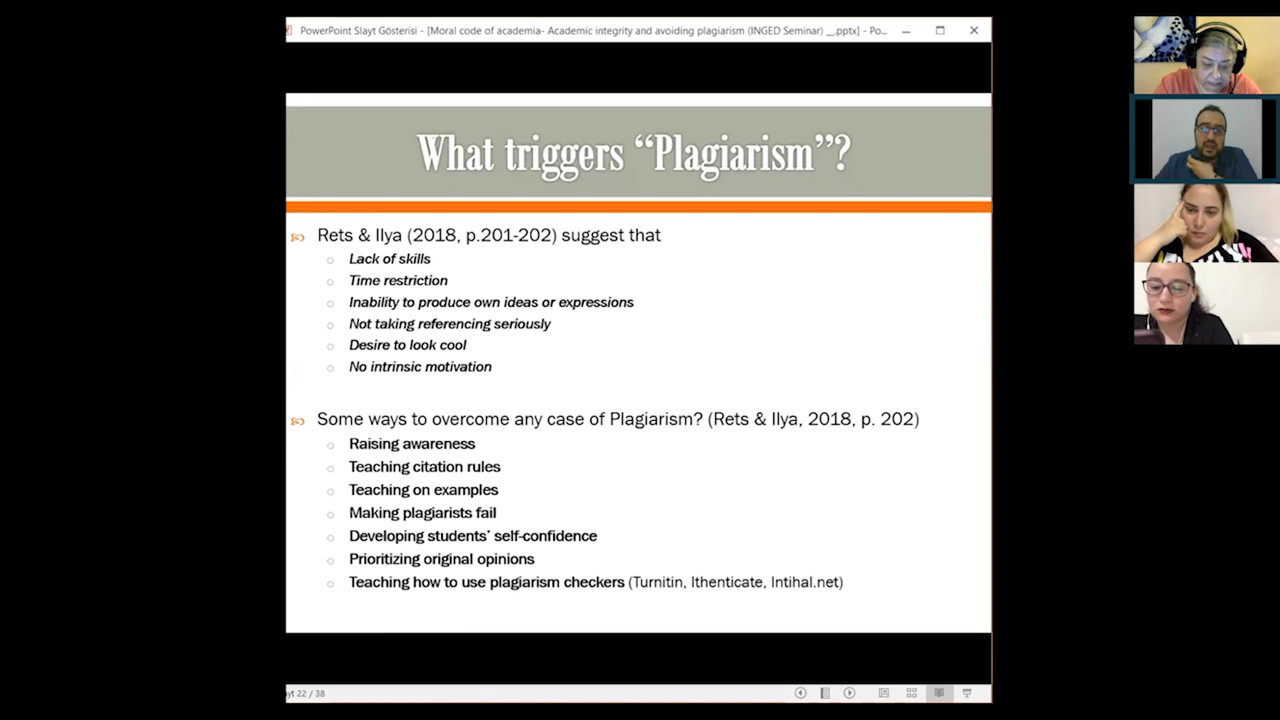 PowerPoint Slayt Gösterisi - [Moral code of academia- Academic integrity and avoiding plagiarism (INGED Seminar) __.pptx] - Po...
What triggers “Plagiarism”?
Rets & Ilya (2018, p.201-202) suggest that
Lack of skills
Time restriction
Inability to produce own ideas or expressions
Not taking referencing seriously
Desire to look cool
No intrinsic motivation
Some ways to overcome any case of Plagiarism? (Rets & Ilya, 2018, p. 202)
Raising awareness
Teaching citation rules
Teaching on examples
Making plagiarists fail
Developing students’ self-confidence
Prioritizing original opinions
Teaching how to use plagiarism checkers (Turnitin, Ithenticate, Intihal.net)
yt 22 / 38